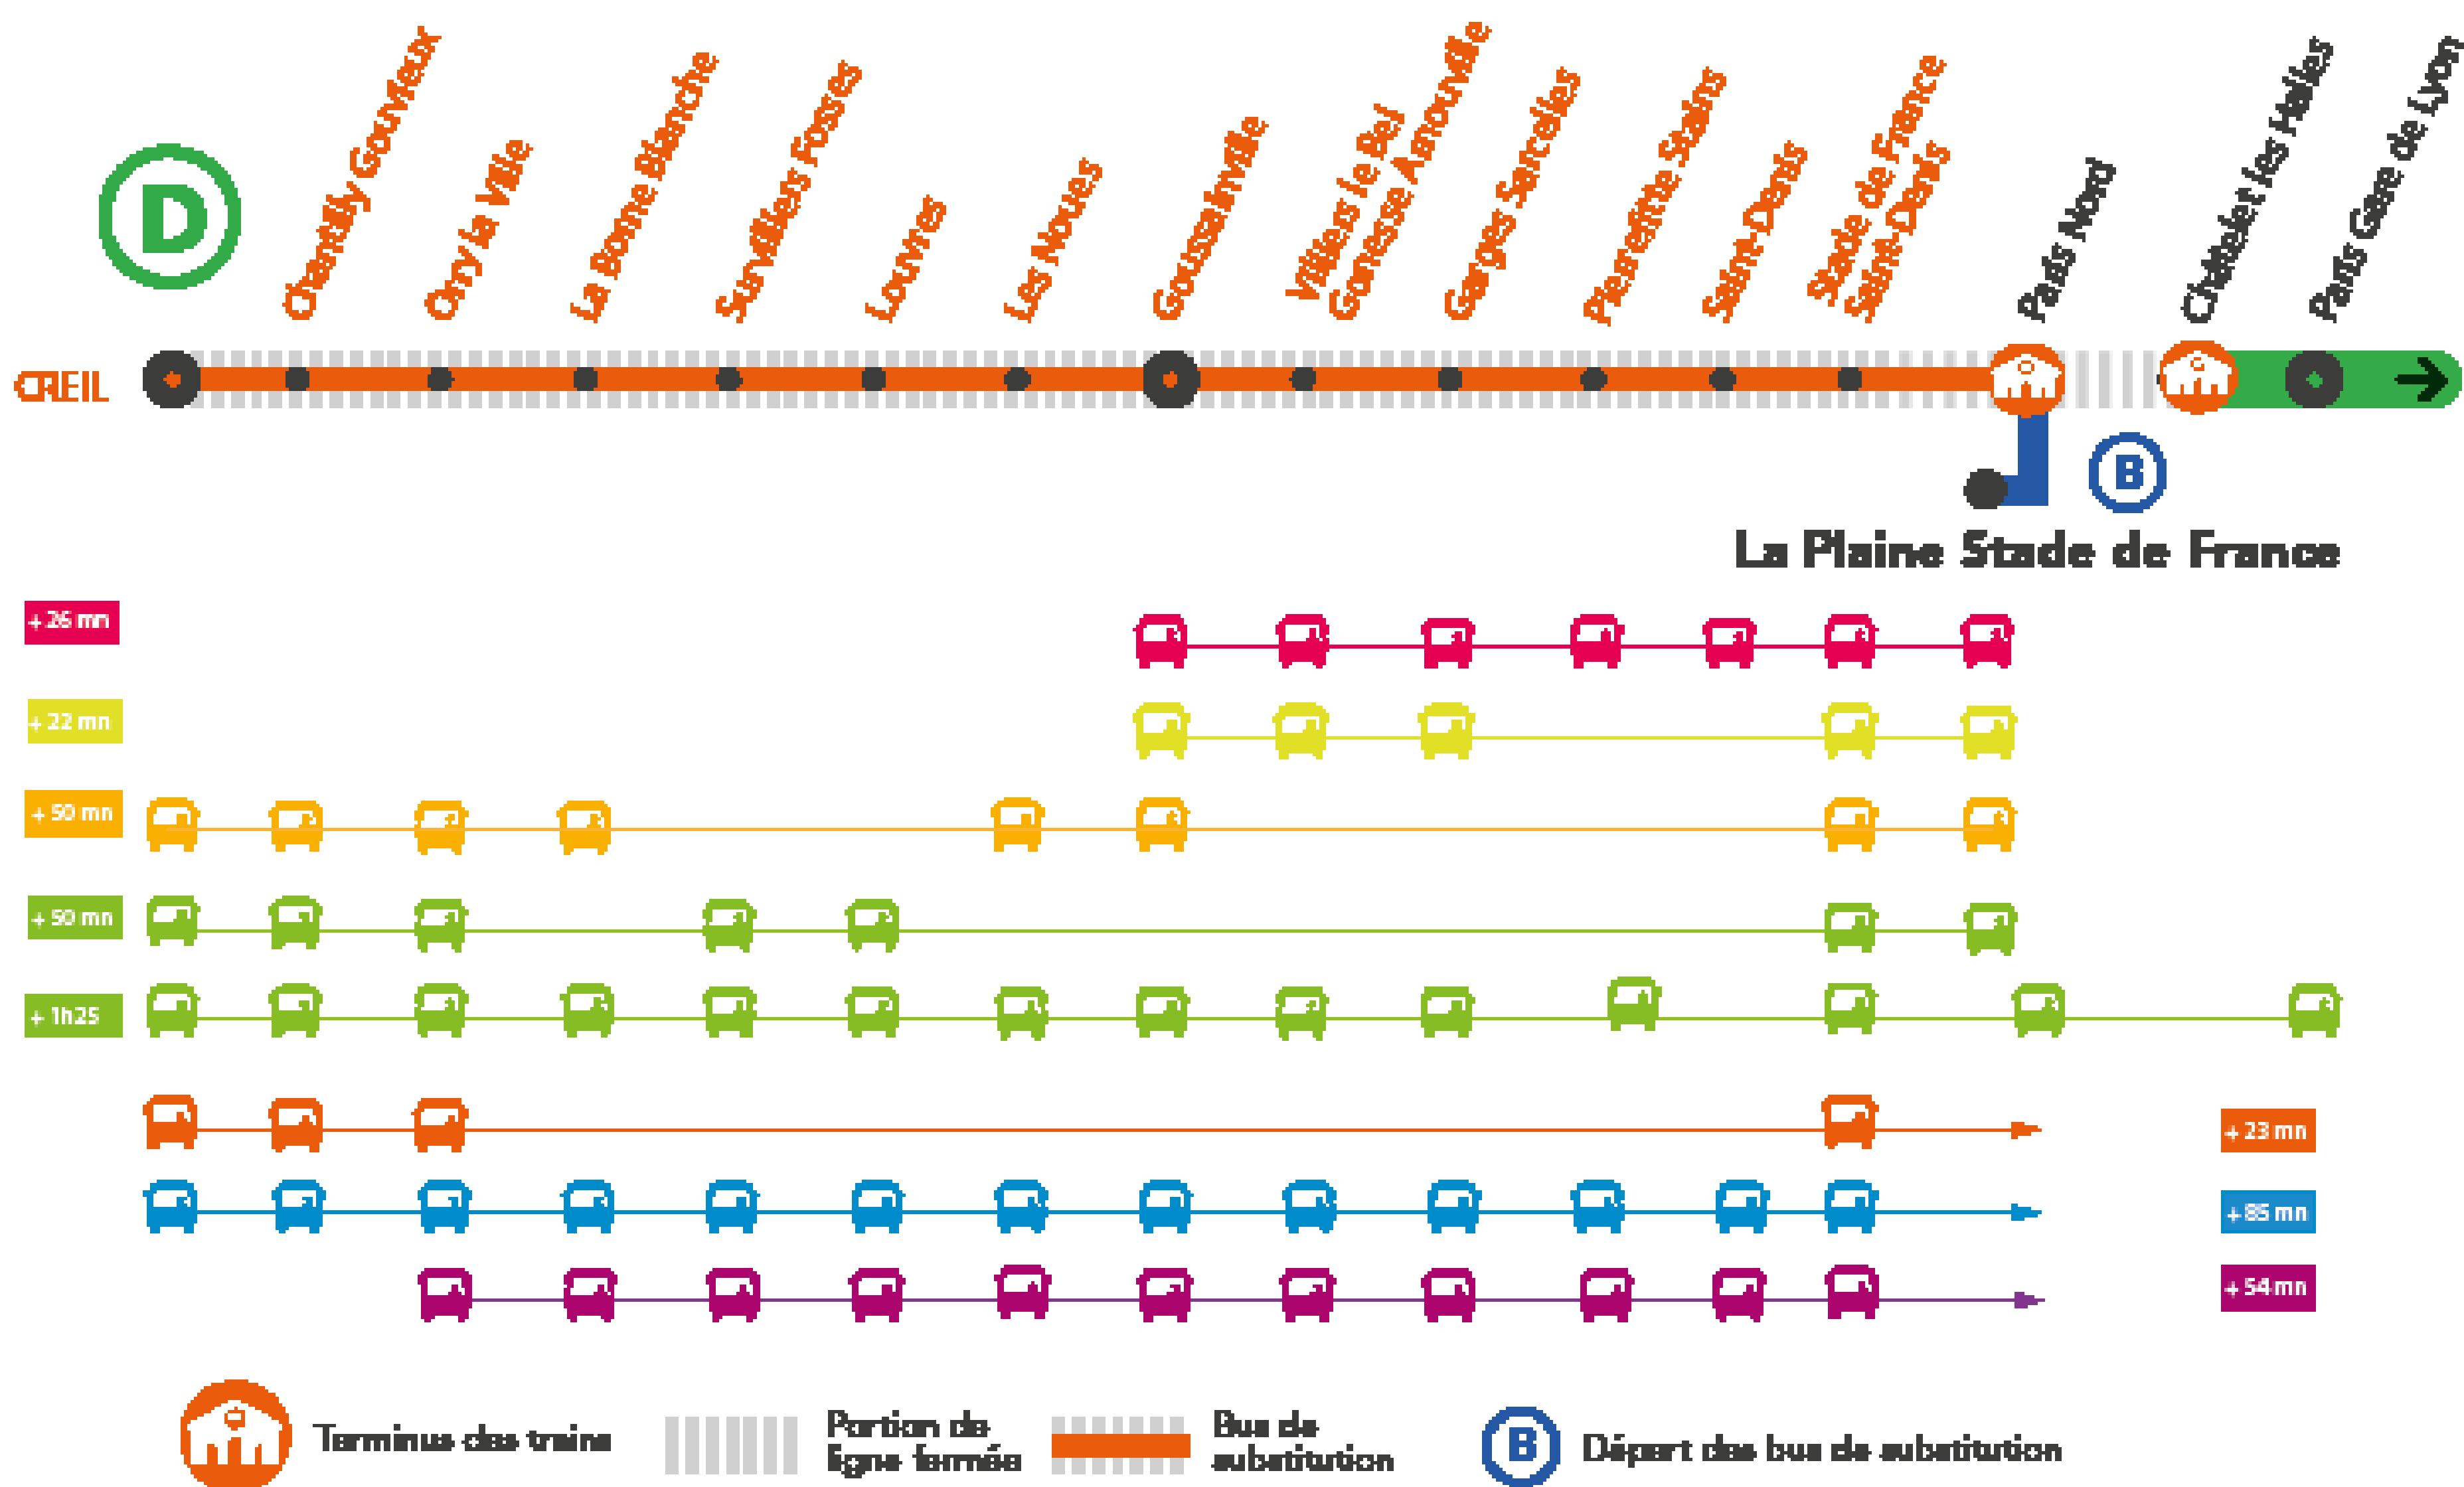 D
Chantilly Gouvieux
Orry la Ville
La Borne Blanche
Survilliers Fosses
Louvres
Les Noues
Goussainville
Villiers le Bel
Gonesse Arnouville
Garges Sarcelles
Pierrefitte Stains
Saint-Denis
Stade de France
Saint-Denis
Paris Nord
Chatelet les Halles
Paris Gare de Lyon
CREIL
B
La Plaine Stade de France
+ 26 mn
+ 22 mn
+ 50 mn
+ 50 mn
+ 1h25
+ 23 mn
+ 85 mn
+ 54 mn
Terminus des trains
Portion de
ligne fermée
Bus de
substitution
B
Départ des bus de substitution